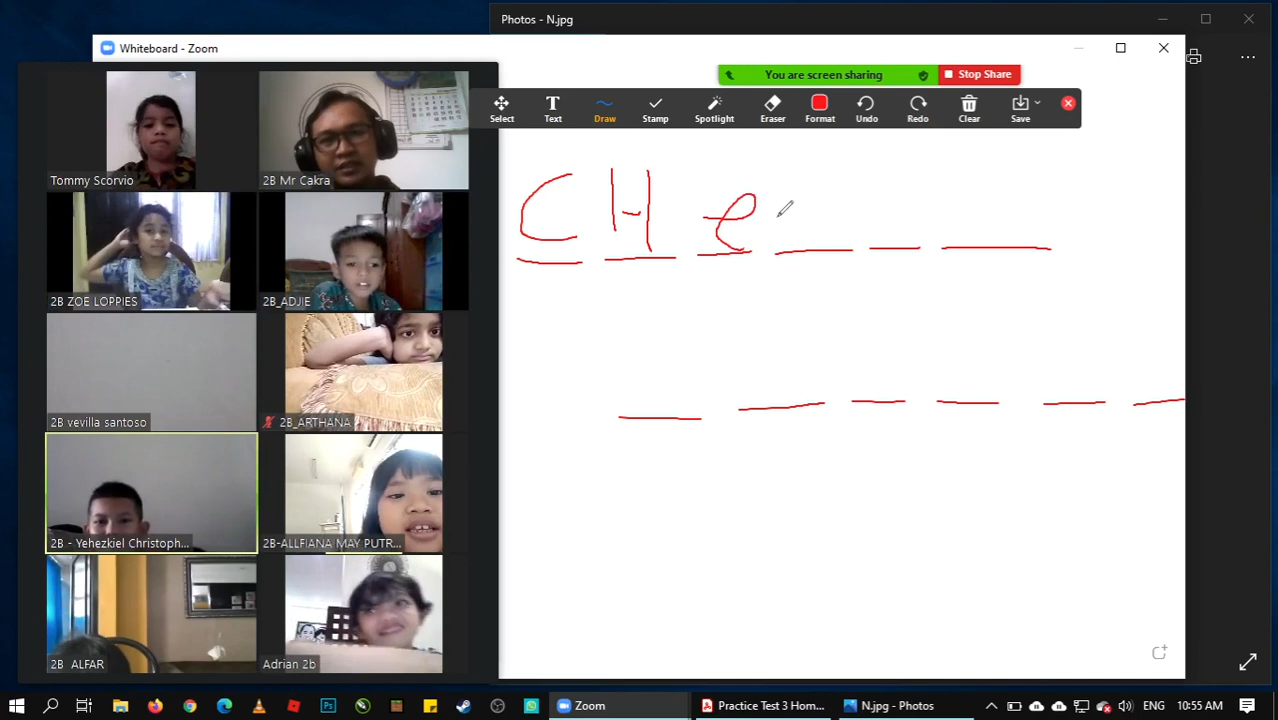 Photos - N.jpg
Whiteboard - Zoom
You are screen sharing
Stop Share
Select
Text
Draw
Stamp
Spotlight
Eraser
Format
Undo
Redo
Clear
Save
Tommy Scorvio
2B Mr Cakra
2B ZOE LOPPIES
2B_ADJIE
2B vevilla santoso
2B_ARTHANA
2B - Yehezkiel Christoph...
2B-ALLFIANA MAY PUTR...
2B ALFAR
Adrian 2b
C H e
Zoom
Practice Test 3 Hom...
N.jpg - Photos
ENG
10:55 AM